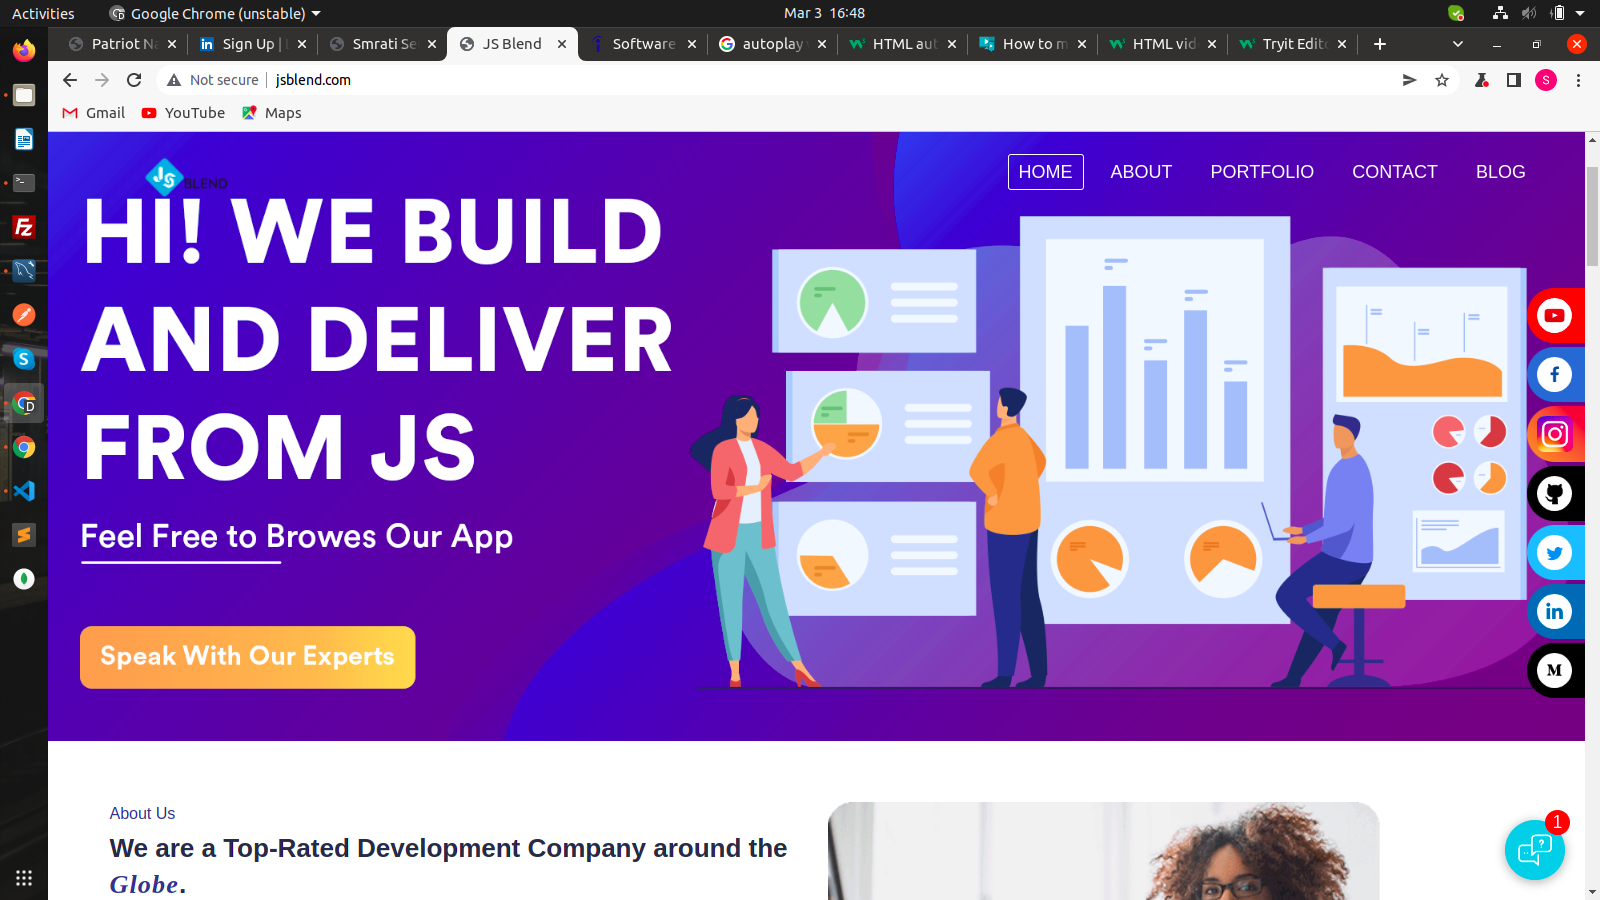 Activities
Google Chrome (unstable)
Mar 3 16:48
Patriot Na
Sign Up |
Smrati Se
JS Blend
Software
autoplay
HTML aut
How to m
HTML vid
Tryit Edit
Not secure
jsblend.com
S
Gmail
YouTube
Maps
JS
BLEND
HOME
ABOUT
PORTFOLIO
CONTACT
BLOG
HI! WE BUILD
AND DELIVER
FROM JS
Feel Free to Browes Our App
Speak With Our Experts
About Us
We are a Top-Rated Development Company around the
Globe.
1